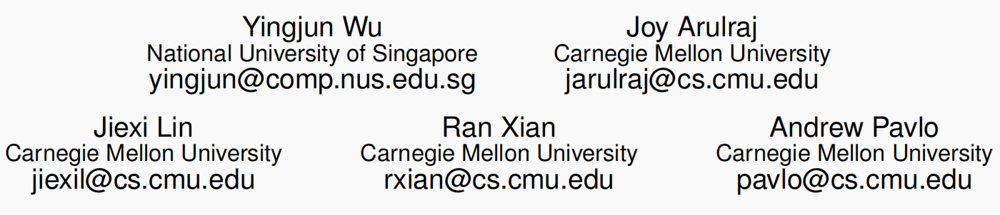 Yingjun Wu
National University of Singapore
yingjun@comp.nus.edu.sg
Joy Arulraj
Carnegie Mellon University
jarulraj@cs.cmu.edu
Jiexi Lin
Carnegie Mellon University
jiexil@cs.cmu.edu
Ran Xian
Carnegie Mellon University
rxian@cs.cmu.edu
Andrew Pavlo
Carnegie Mellon University
pavlo@cs.cmu.edu